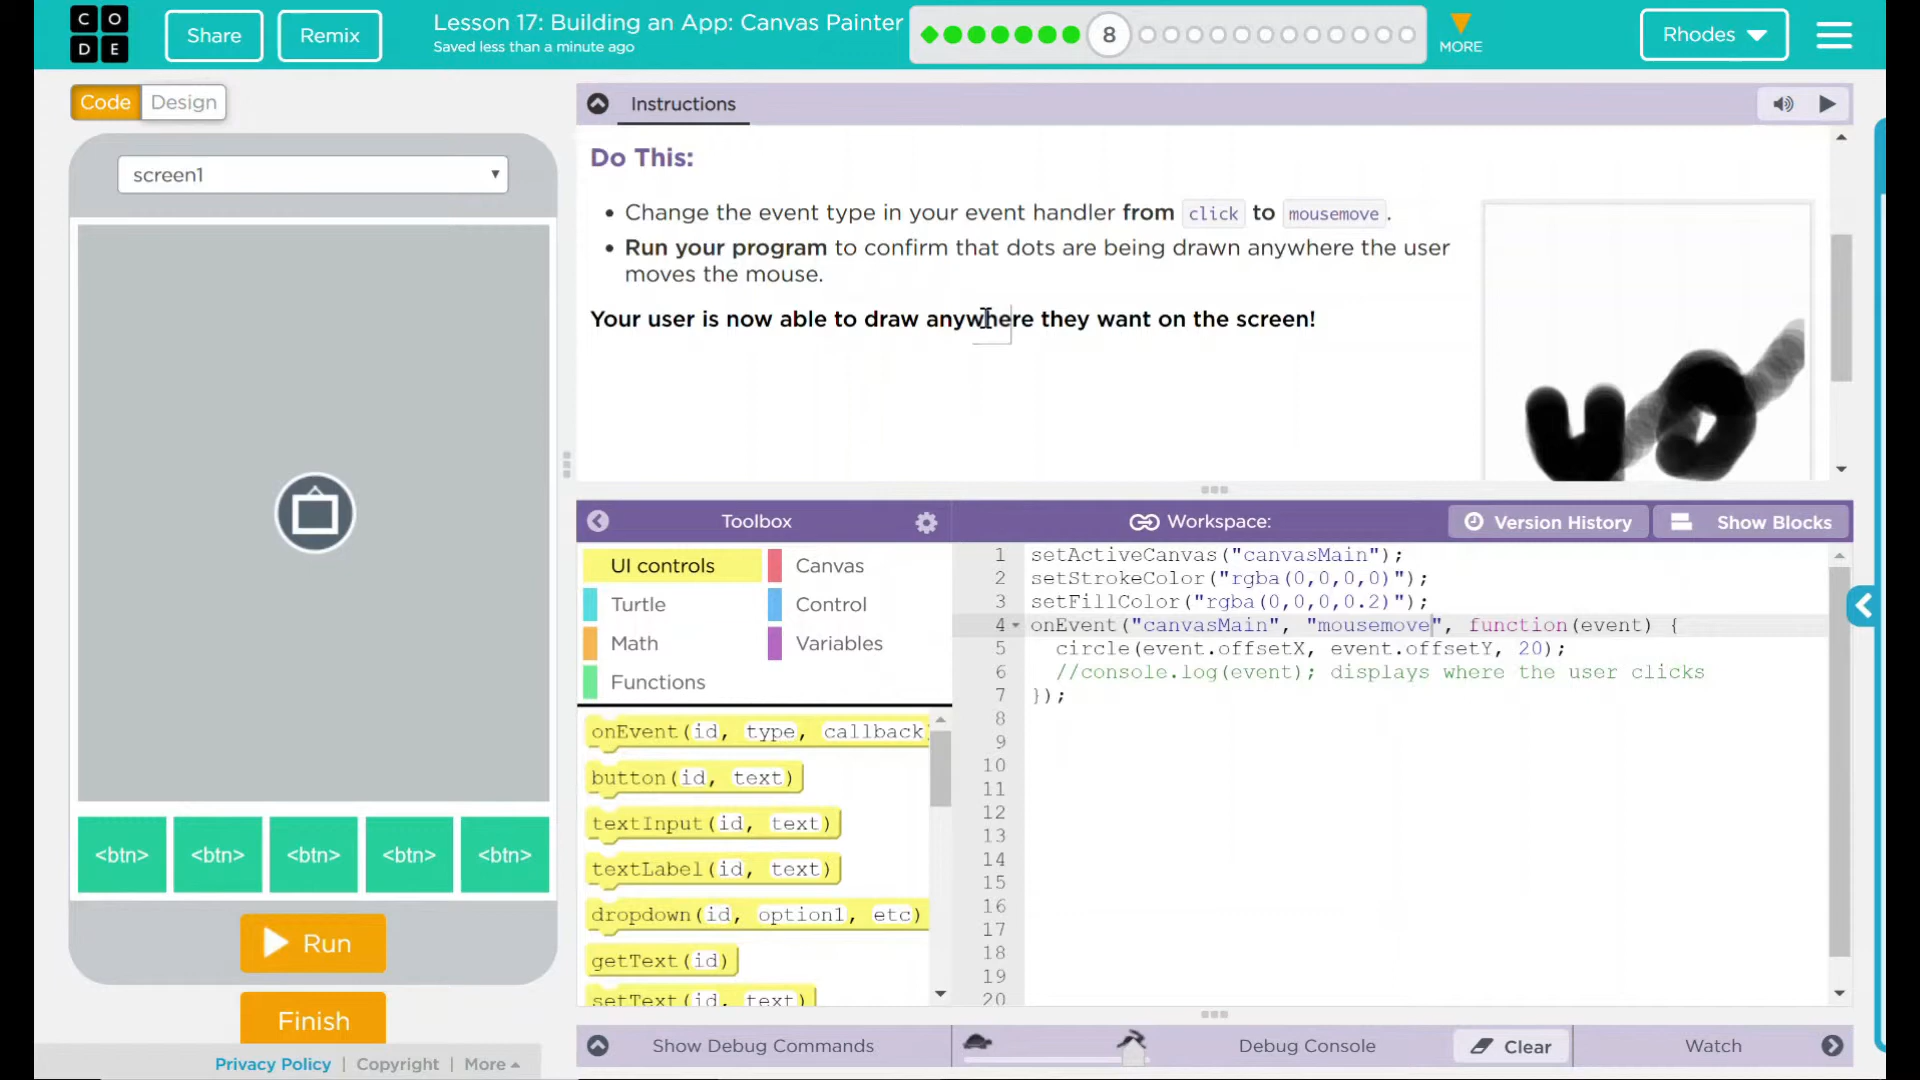 CODE
Share
Remix
Lesson 17: Building an App: Canvas Painter
Saved less than a minute ago
8
MORE
Rhodes
Code
Design
screen1
<btn>
<btn>
<btn>
<btn>
<btn>
Run
Finish
Privacy Policy | Copyright | More
Instructions
Do This:
Change the event type in your event handler from click to mousemove.
Run your program to confirm that dots are being drawn anywhere the user
moves the mouse.
Your user is now able to draw anywhere they want on the screen!
Toolbox
UI controls
Canvas
Turtle
Control
Math
Variables
Functions
onEvent(id, type, callback)
button(id, text)
textInput(id, text)
textLabel(id, text)
dropdown(id, option1, etc)
getText(id)
setText(id, text)
Workspace:
Version History
Show Blocks
1 setActiveCanvas("canvasMain");
2 setStrokeColor("rgba(0,0,0,0)");
3 setFillColor("rgba(0,0,0,0.2)");
4 onEvent("canvasMain", "mousemove", function(event) {
5 circle(event.offsetX, event.offsetY, 20);
6 //console.log(event); displays where the user clicks
7 });
8
9
10
11
12
13
14
15
16
17
18
19
20
Show Debug Commands
Debug Console
Clear
Watch